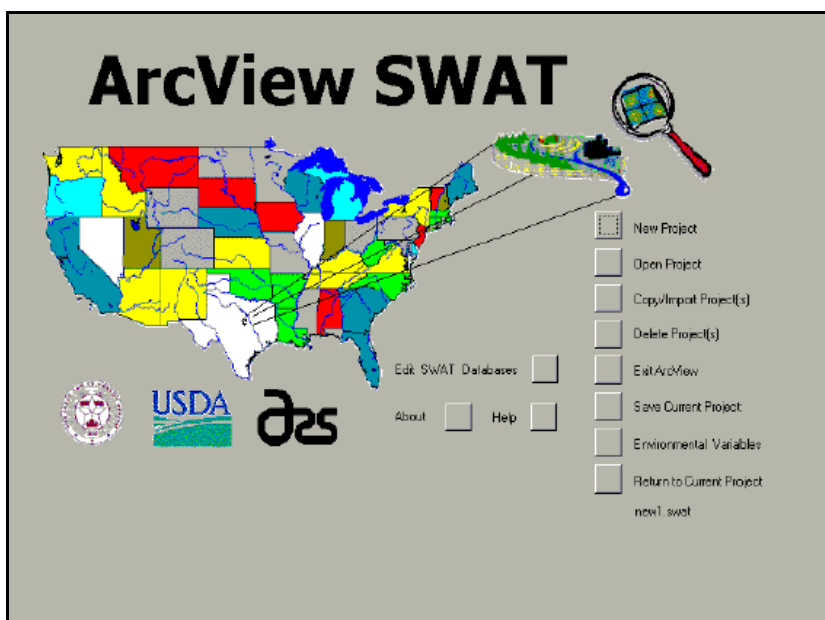 ArcView SWAT
New Project
Open Project
Copy/Import Project(s)
Delete Project(s)
Exit ArcView
Save Current Project
Environmental Variables
Return to Current Project
new1.swat
Edit SWAT Databases
About
Help
USDA
ars